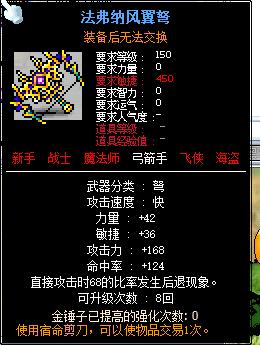 法弗纳风翼弩
装备后无法交换
要求等级： 150
要求力量： 0
要求敏捷： 450
要求智力： 0
要求运气： 0
要求人气度： -
道具等级： -
道具经验值： -
新手 战士 魔法师 弓箭手 飞侠 海盗
武器分类 : 弩
攻击速度 : 快
力量 : +42
敏捷 : +36
攻击力 : +168
命中率 : +124
直接攻击时68的比率发生后退现象。
可升级次数 : 8回
金锤子已提高的强化次数: 0
使用宿命剪刀，可以使物品交易1次。